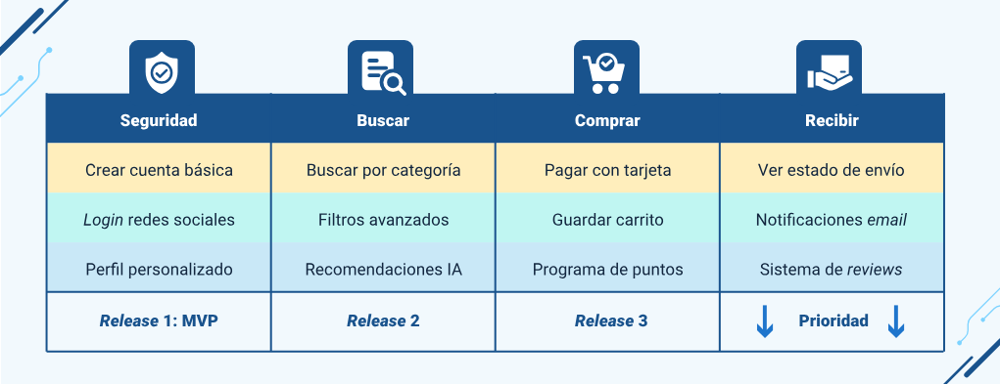 Seguridad
Buscar
Comprar
Recibir
Crear cuenta básica
Buscar por categoría
Pagar con tarjeta
Ver estado de envío
Login redes sociales
Filtros avanzados
Guardar carrito
Notificaciones email
Perfil personalizado
Recomendaciones IA
Programa de puntos
Sistema de reviews
Release 1: MVP
Release 2
Release 3
Prioridad